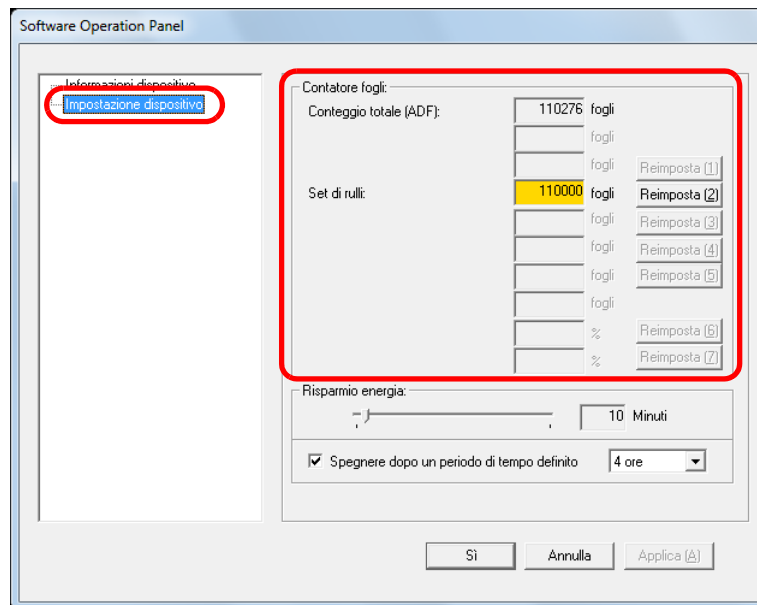 Software Operation Panel
Informazioni dispositivo
Impostazione dispositivo
Contatore fogli:
Conteggio totale (ADF): 110276 fogli
fogli
fogli Reimposta (1)
Set di rulli: 110000 fogli Reimposta (2)
fogli Reimposta (3)
fogli Reimposta (4)
fogli Reimposta (5)
fogli
% Reimposta (6)
% Reimposta (7)
Risparmio energia:
10 Minuti
Spegnere dopo un periodo di tempo definito 4 ore
Sì Annulla Applica (A)